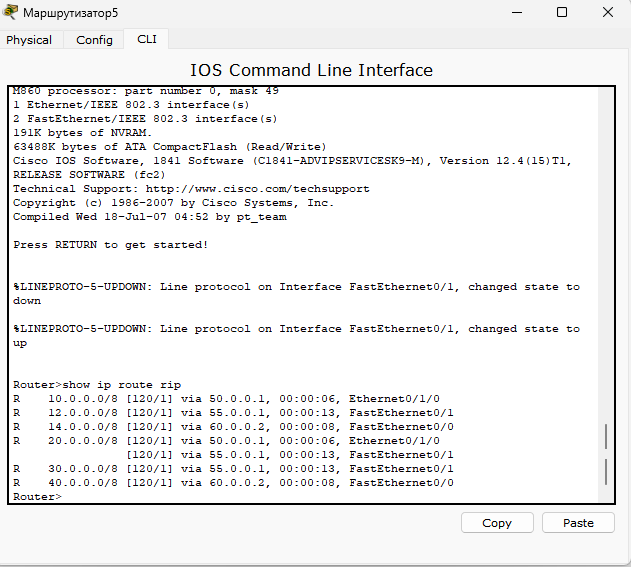 Маршрутизатор5
Physical Config CLI
IOS Command Line Interface
M860 processor: part number 0, mask 49
1 Ethernet/IEEE 802.3 interface(s)
2 FastEthernet/IEEE 802.3 interface(s)
191K bytes of NVRAM.
63488K bytes of ATA CompactFlash (Read/Write)
Cisco IOS Software, 1841 Software (C1841-ADVIPSERVICESK9-M), Version 12.4(15)T1,
RELEASE SOFTWARE (fc2)
Technical Support: http://www.cisco.com/techsupport
Copyright (c) 1986-2007 by Cisco Systems, Inc.
Compiled Wed 18-Jul-07 04:52 by pt_team
Press RETURN to get started!
%LINEPROTO-5-UPDOWN: Line protocol on Interface FastEthernet0/1, changed state to
down
%LINEPROTO-5-UPDOWN: Line protocol on Interface FastEthernet0/1, changed state to
up
Router>show ip route rip
R    10.0.0.0/8 [120/1] via 50.0.0.1, 00:00:06, Ethernet0/1/0
R    12.0.0.0/8 [120/1] via 55.0.0.1, 00:00:13, FastEthernet0/1
R    14.0.0.0/8 [120/1] via 60.0.0.2, 00:00:08, FastEthernet0/0
R    20.0.0.0/8 [120/1] via 50.0.0.1, 00:00:06, Ethernet0/1/0
                [120/1] via 55.0.0.1, 00:00:13, FastEthernet0/1
R    30.0.0.0/8 [120/1] via 55.0.0.1, 00:00:13, FastEthernet0/1
R    40.0.0.0/8 [120/1] via 60.0.0.2, 00:00:08, FastEthernet0/0
Router>
Copy Paste